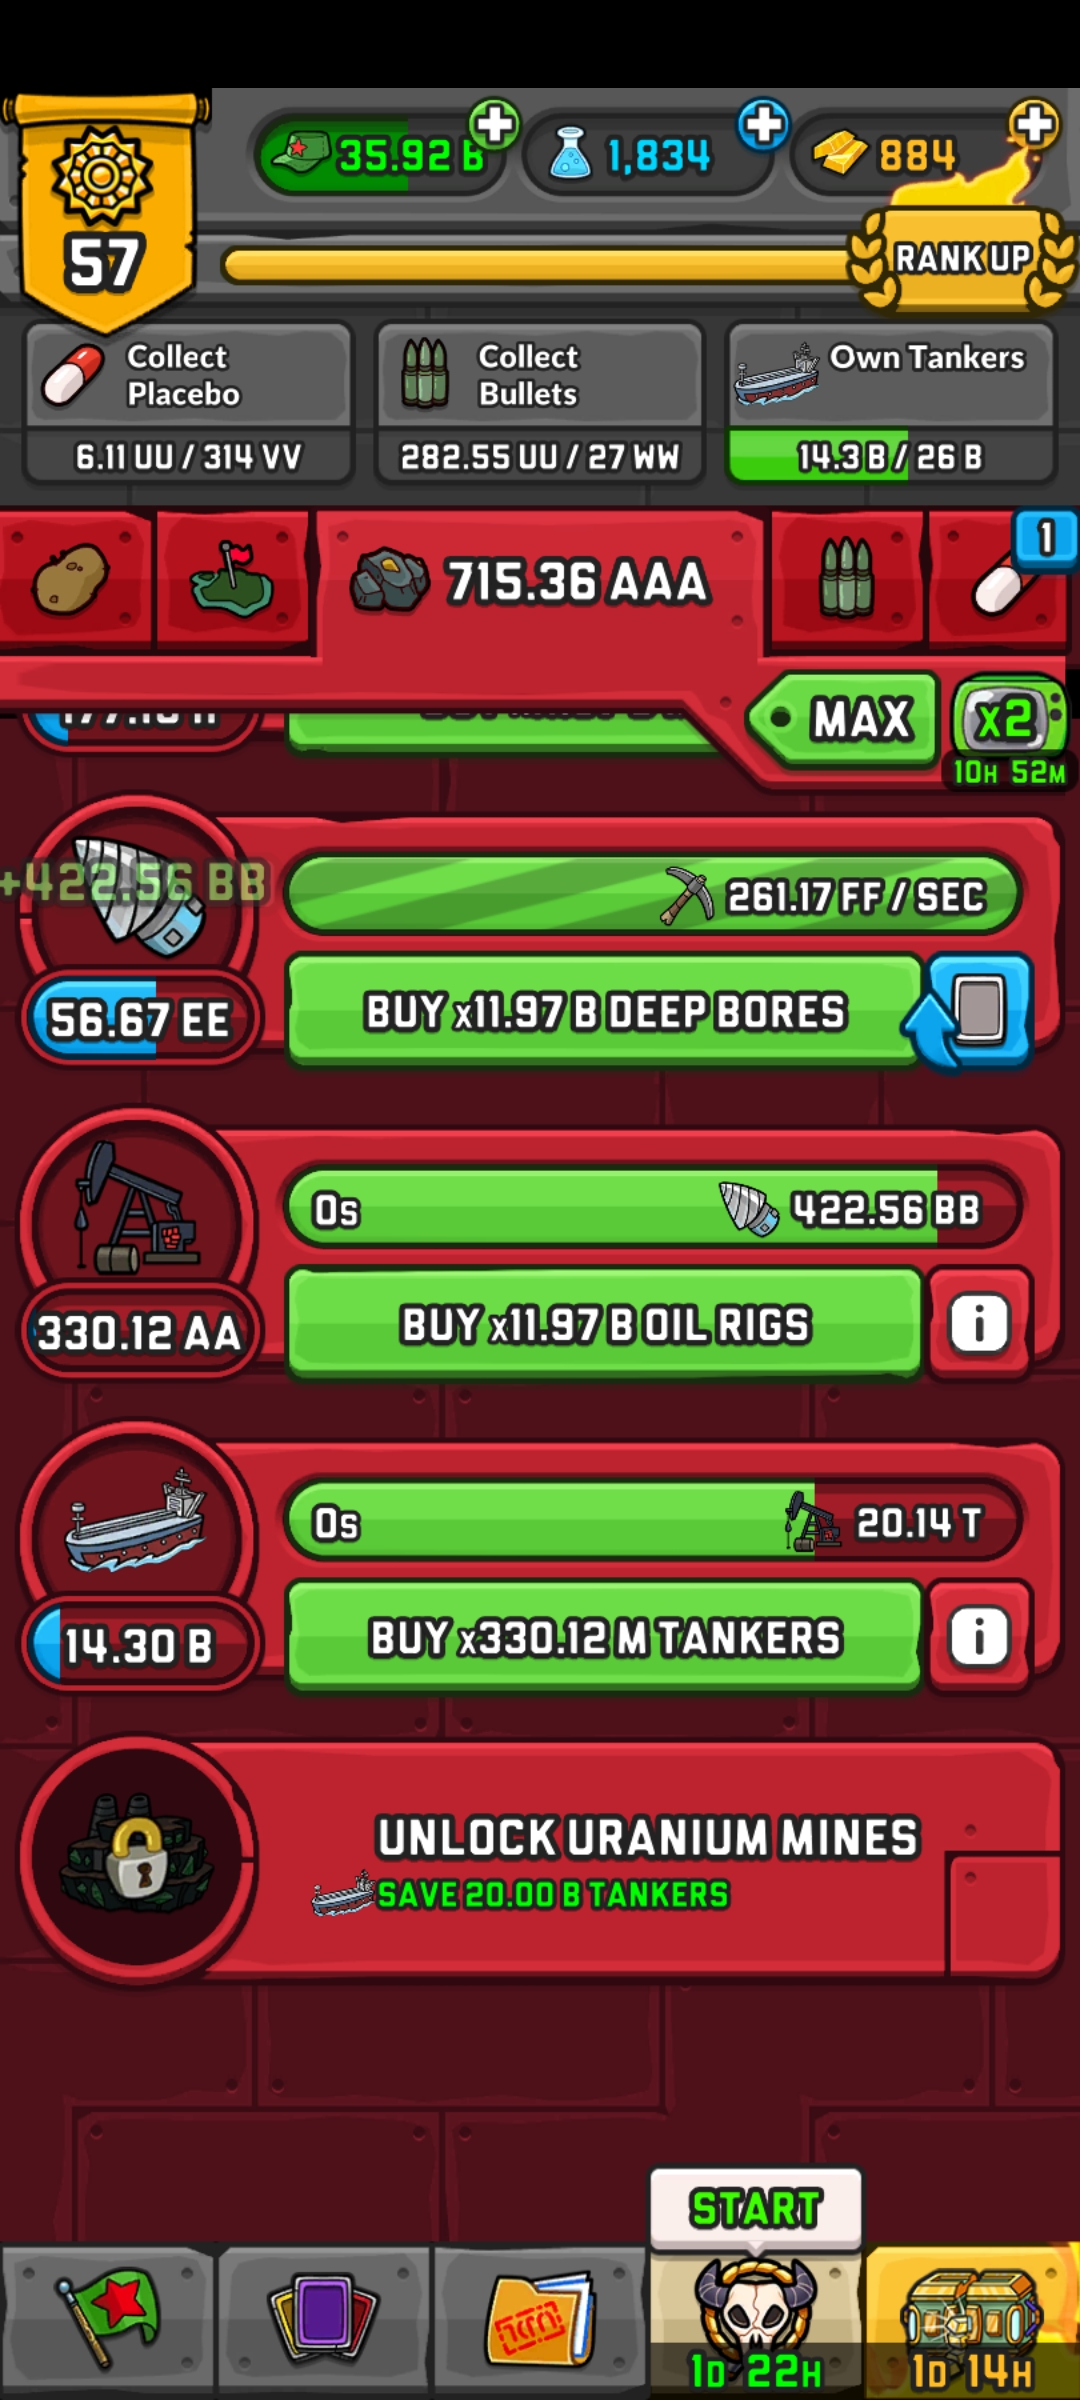 35.92 B
1,834
884
57
RANK UP
Collect
Placebo
6.11 UU / 314 VV
Collect
Bullets
282.55 UU / 27 WW
Own Tankers
14.3 B / 26 B
715.36 AAA
1
MAX
x2
10H 52M
+422.56 BB
261.17 FF / SEC
56.67 EE
BUY x11.97 B DEEP BORES
0s
422.56 BB
330.12 AA
BUY x11.97 B OIL RIGS
i
0s
20.14 T
14.30 B
BUY x330.12 M TANKERS
i
UNLOCK URANIUM MINES
SAVE 20.00 B TANKERS
START
1D 22H
1D 14H